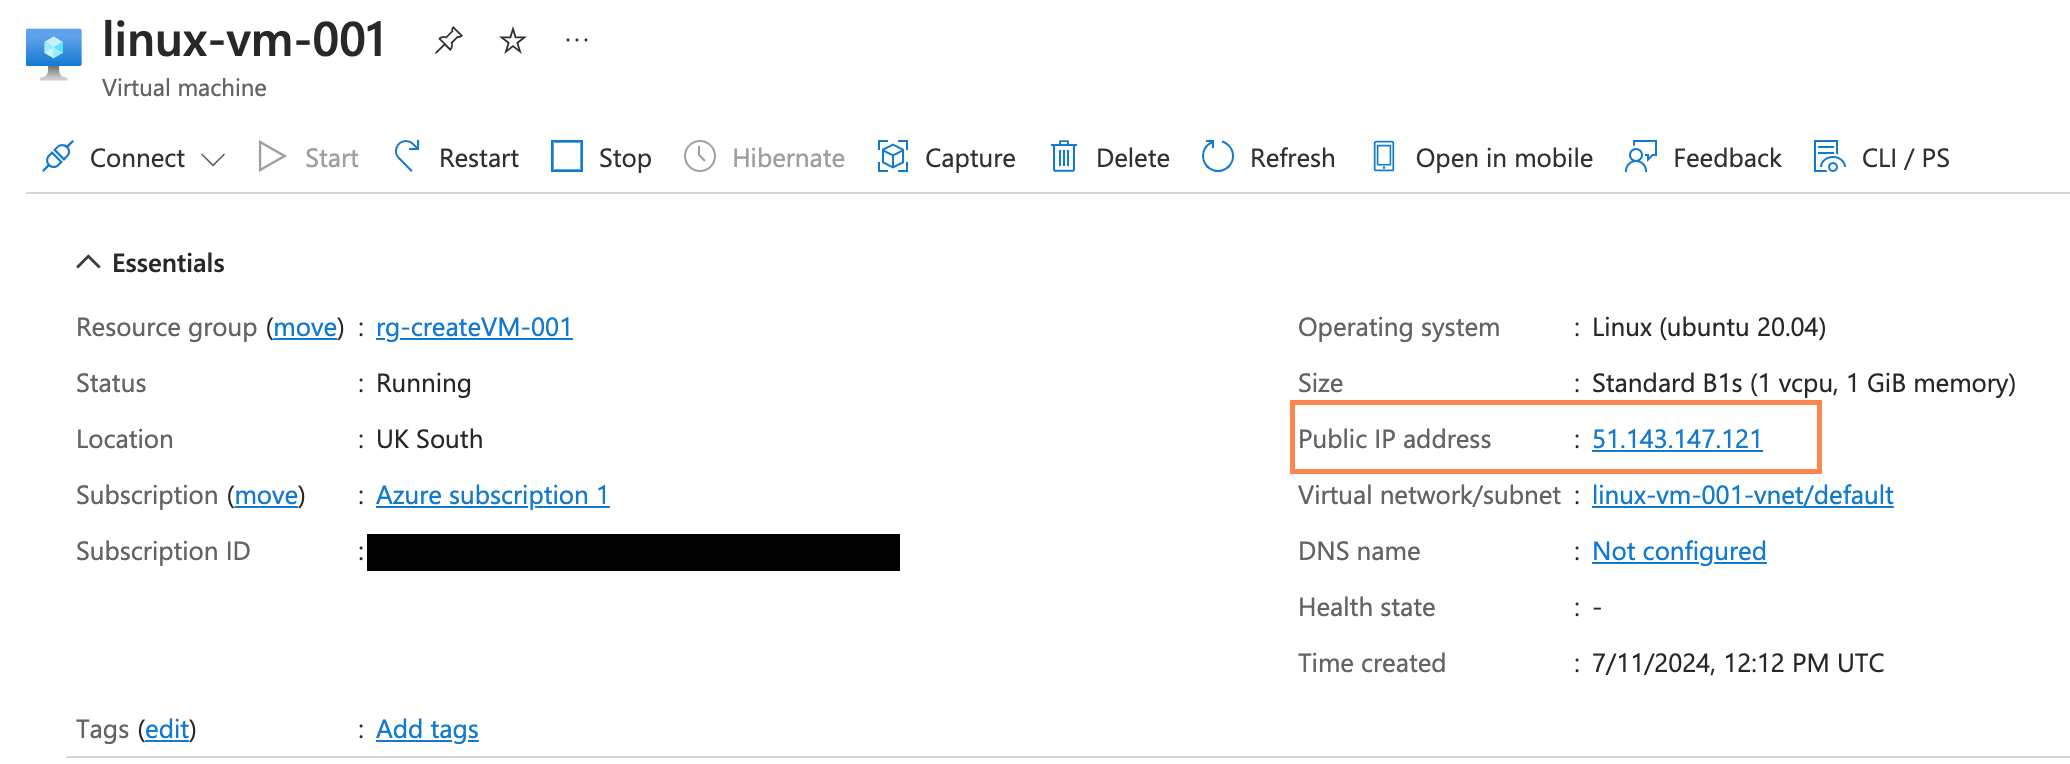 linux-vm-001
Virtual machine
Connect Start Restart Stop Hibernate Capture Delete Refresh Open in mobile Feedback CLI / PS
Essentials
Resource group (move) : rg-createVM-001
Status : Running
Location : UK South
Subscription (move) : Azure subscription 1
Subscription ID :
Operating system : Linux (ubuntu 20.04)
Size : Standard B1s (1 vcpu, 1 GiB memory)
Public IP address : 51.143.147.121
Virtual network/subnet : linux-vm-001-vnet/default
DNS name : Not configured
Health state : -
Time created : 7/11/2024, 12:12 PM UTC
Tags (edit) : Add tags